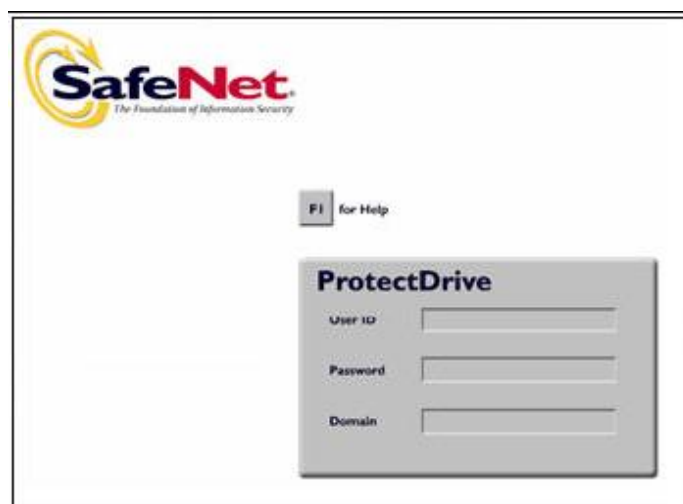 SafeNet.
The Foundation of Information Security
F1 for Help
ProtectDrive
User ID
Password
Domain